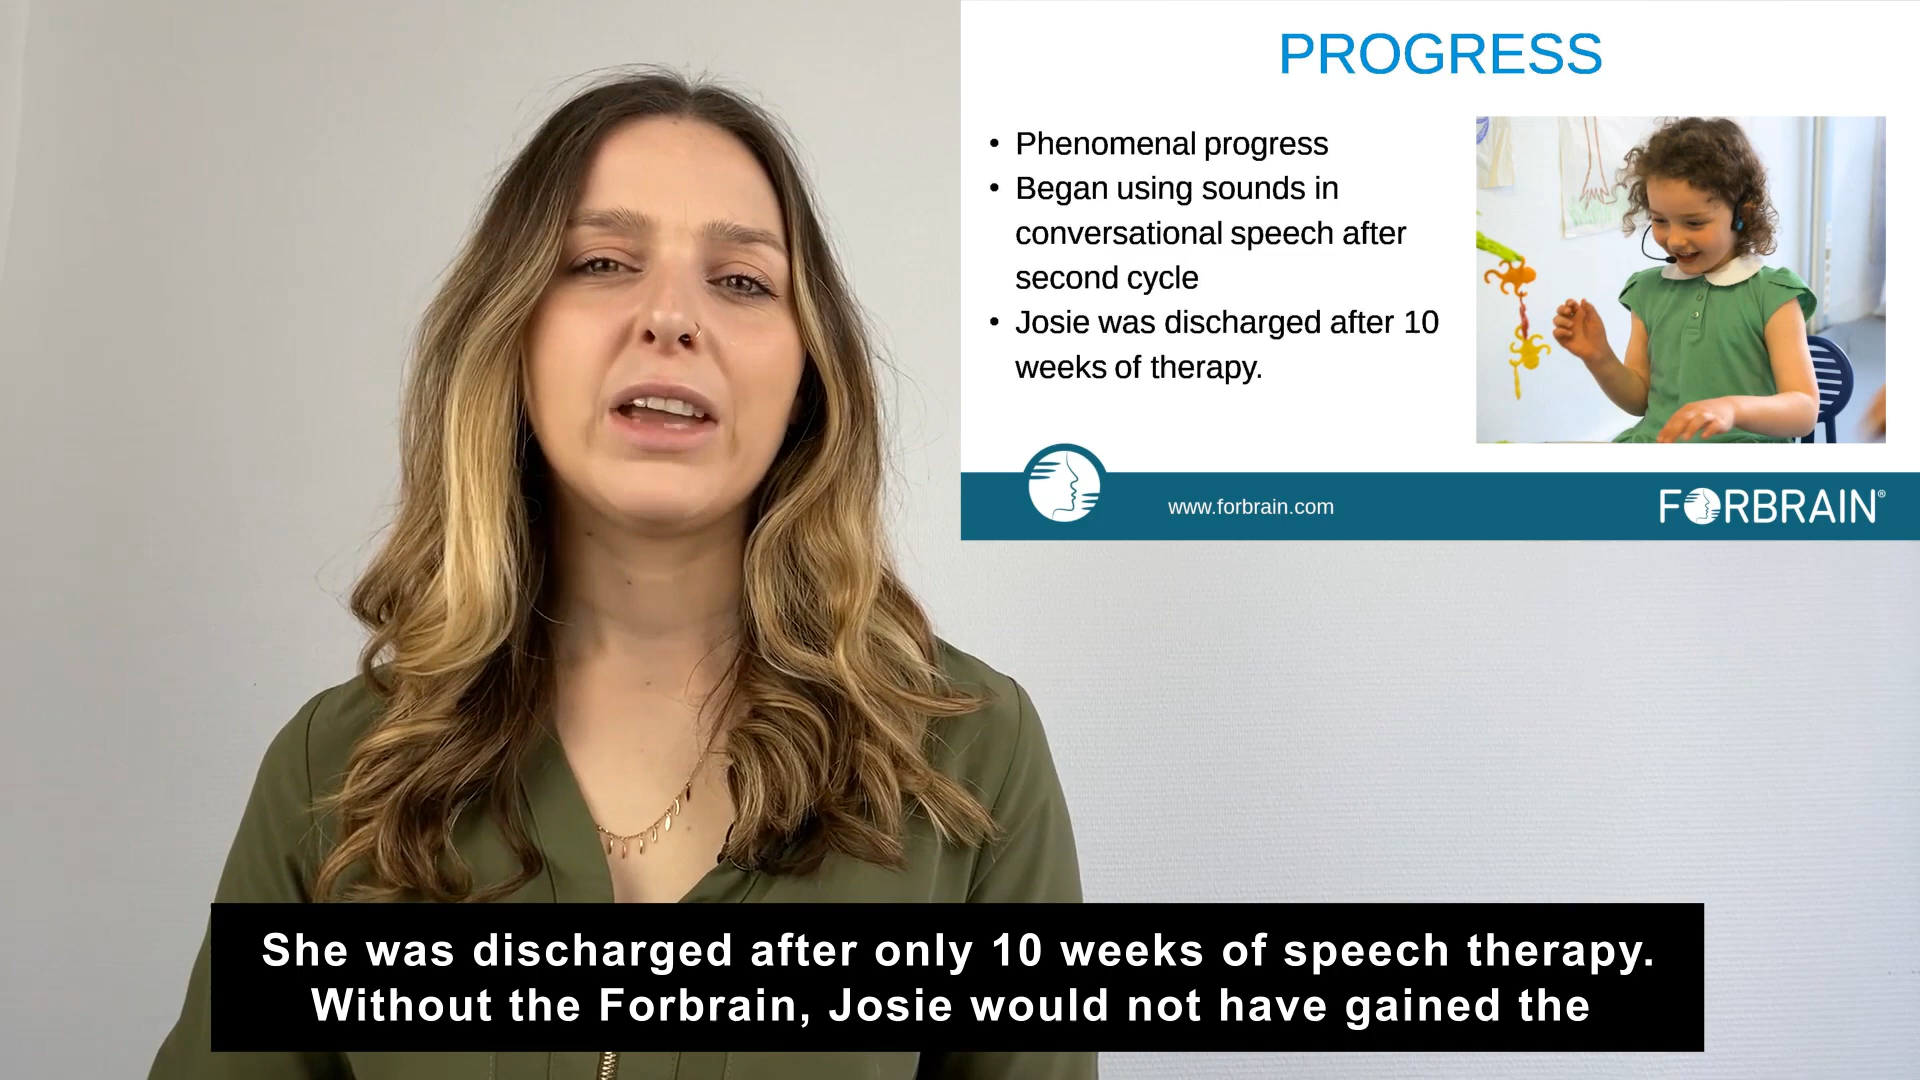 PROGRESS
• Phenomenal progress
• Began using sounds in
conversational speech after
second cycle
• Josie was discharged after 10
weeks of therapy.
www.forbrain.com
FORBRAIN®
She was discharged after only 10 weeks of speech therapy.
Without the Forbrain, Josie would not have gained the